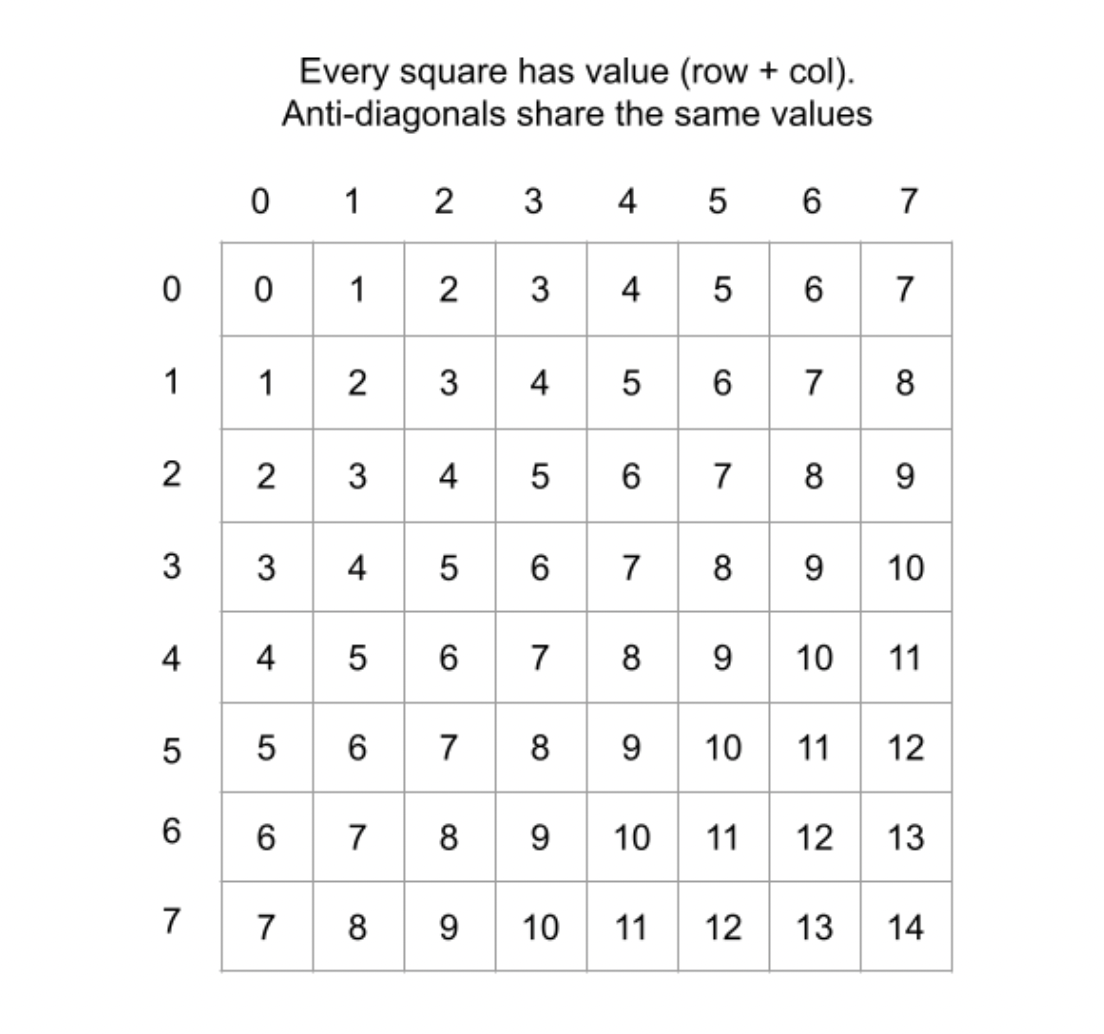 Every square has value (row + col).
Anti-diagonals share the same values
0 1 2 3 4 5 6 7
0 0 1 2 3 4 5 6 7
1 1 2 3 4 5 6 7 8
2 2 3 4 5 6 7 8 9
3 3 4 5 6 7 8 9 10
4 4 5 6 7 8 9 10 11
5 5 6 7 8 9 10 11 12
6 6 7 8 9 10 11 12 13
7 7 8 9 10 11 12 13 14